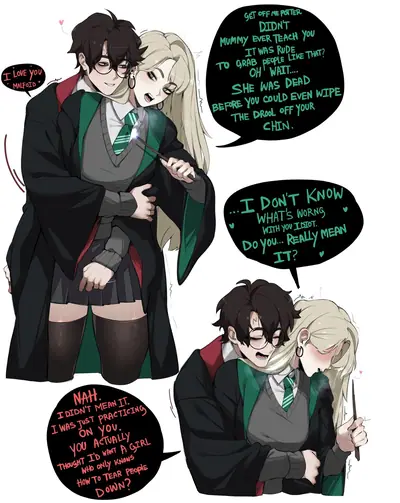 I LOVE YOU
MALFOID.
GET OFF ME POTTER
DIDN'T
MUMMY EVER TEACH YOU
IT WAS RUDE
TO GRAB PEOPLE LIKE THAT?
OH' WAIT....
SHE WAS DEAD
BEFORE YOU COULD EVEN WIPE
THE DROOL OFF YOUR
CHIN.
...I DON'T KNOW
WHAT'S WORNG
WITH YOU IDIOT.
DO YOU... REALLY MEAN
IT?
NAH.
I DIDN'T MEAN IT.
I WAS JUST PRACTICING
ON YOU.
YOU ACTUALLY
THOUGHT I'D WANT A GIRL
WHO ONLY KNOWS
HOW TO TEAR PEOPLE
DOWN?